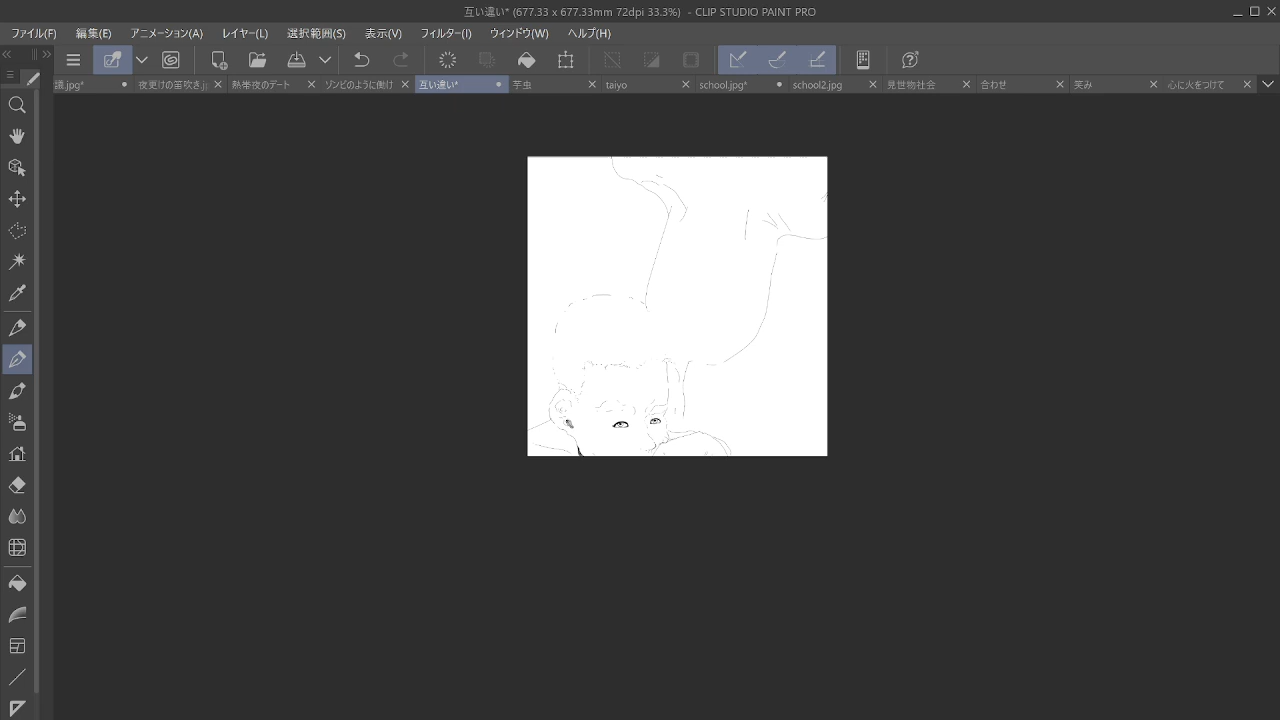 互い違い* (677.33 x 677.33mm 72dpi 33.3%) - CLIP STUDIO PAINT PRO
ファイル(F) 編集(E) アニメーション(A) レイヤー(L) 選択範囲(S) 表示(V) フィルター(I) ウィンドウ(W) ヘルプ(H)
.jpg* 夜更けの笛吹き.j 熱帯夜のデート ゾンビのように働け 互い違い* 芋虫 taiyo school.jpg* school2.jpg 見世物社会 合わせ 笑み 心に火をつけて